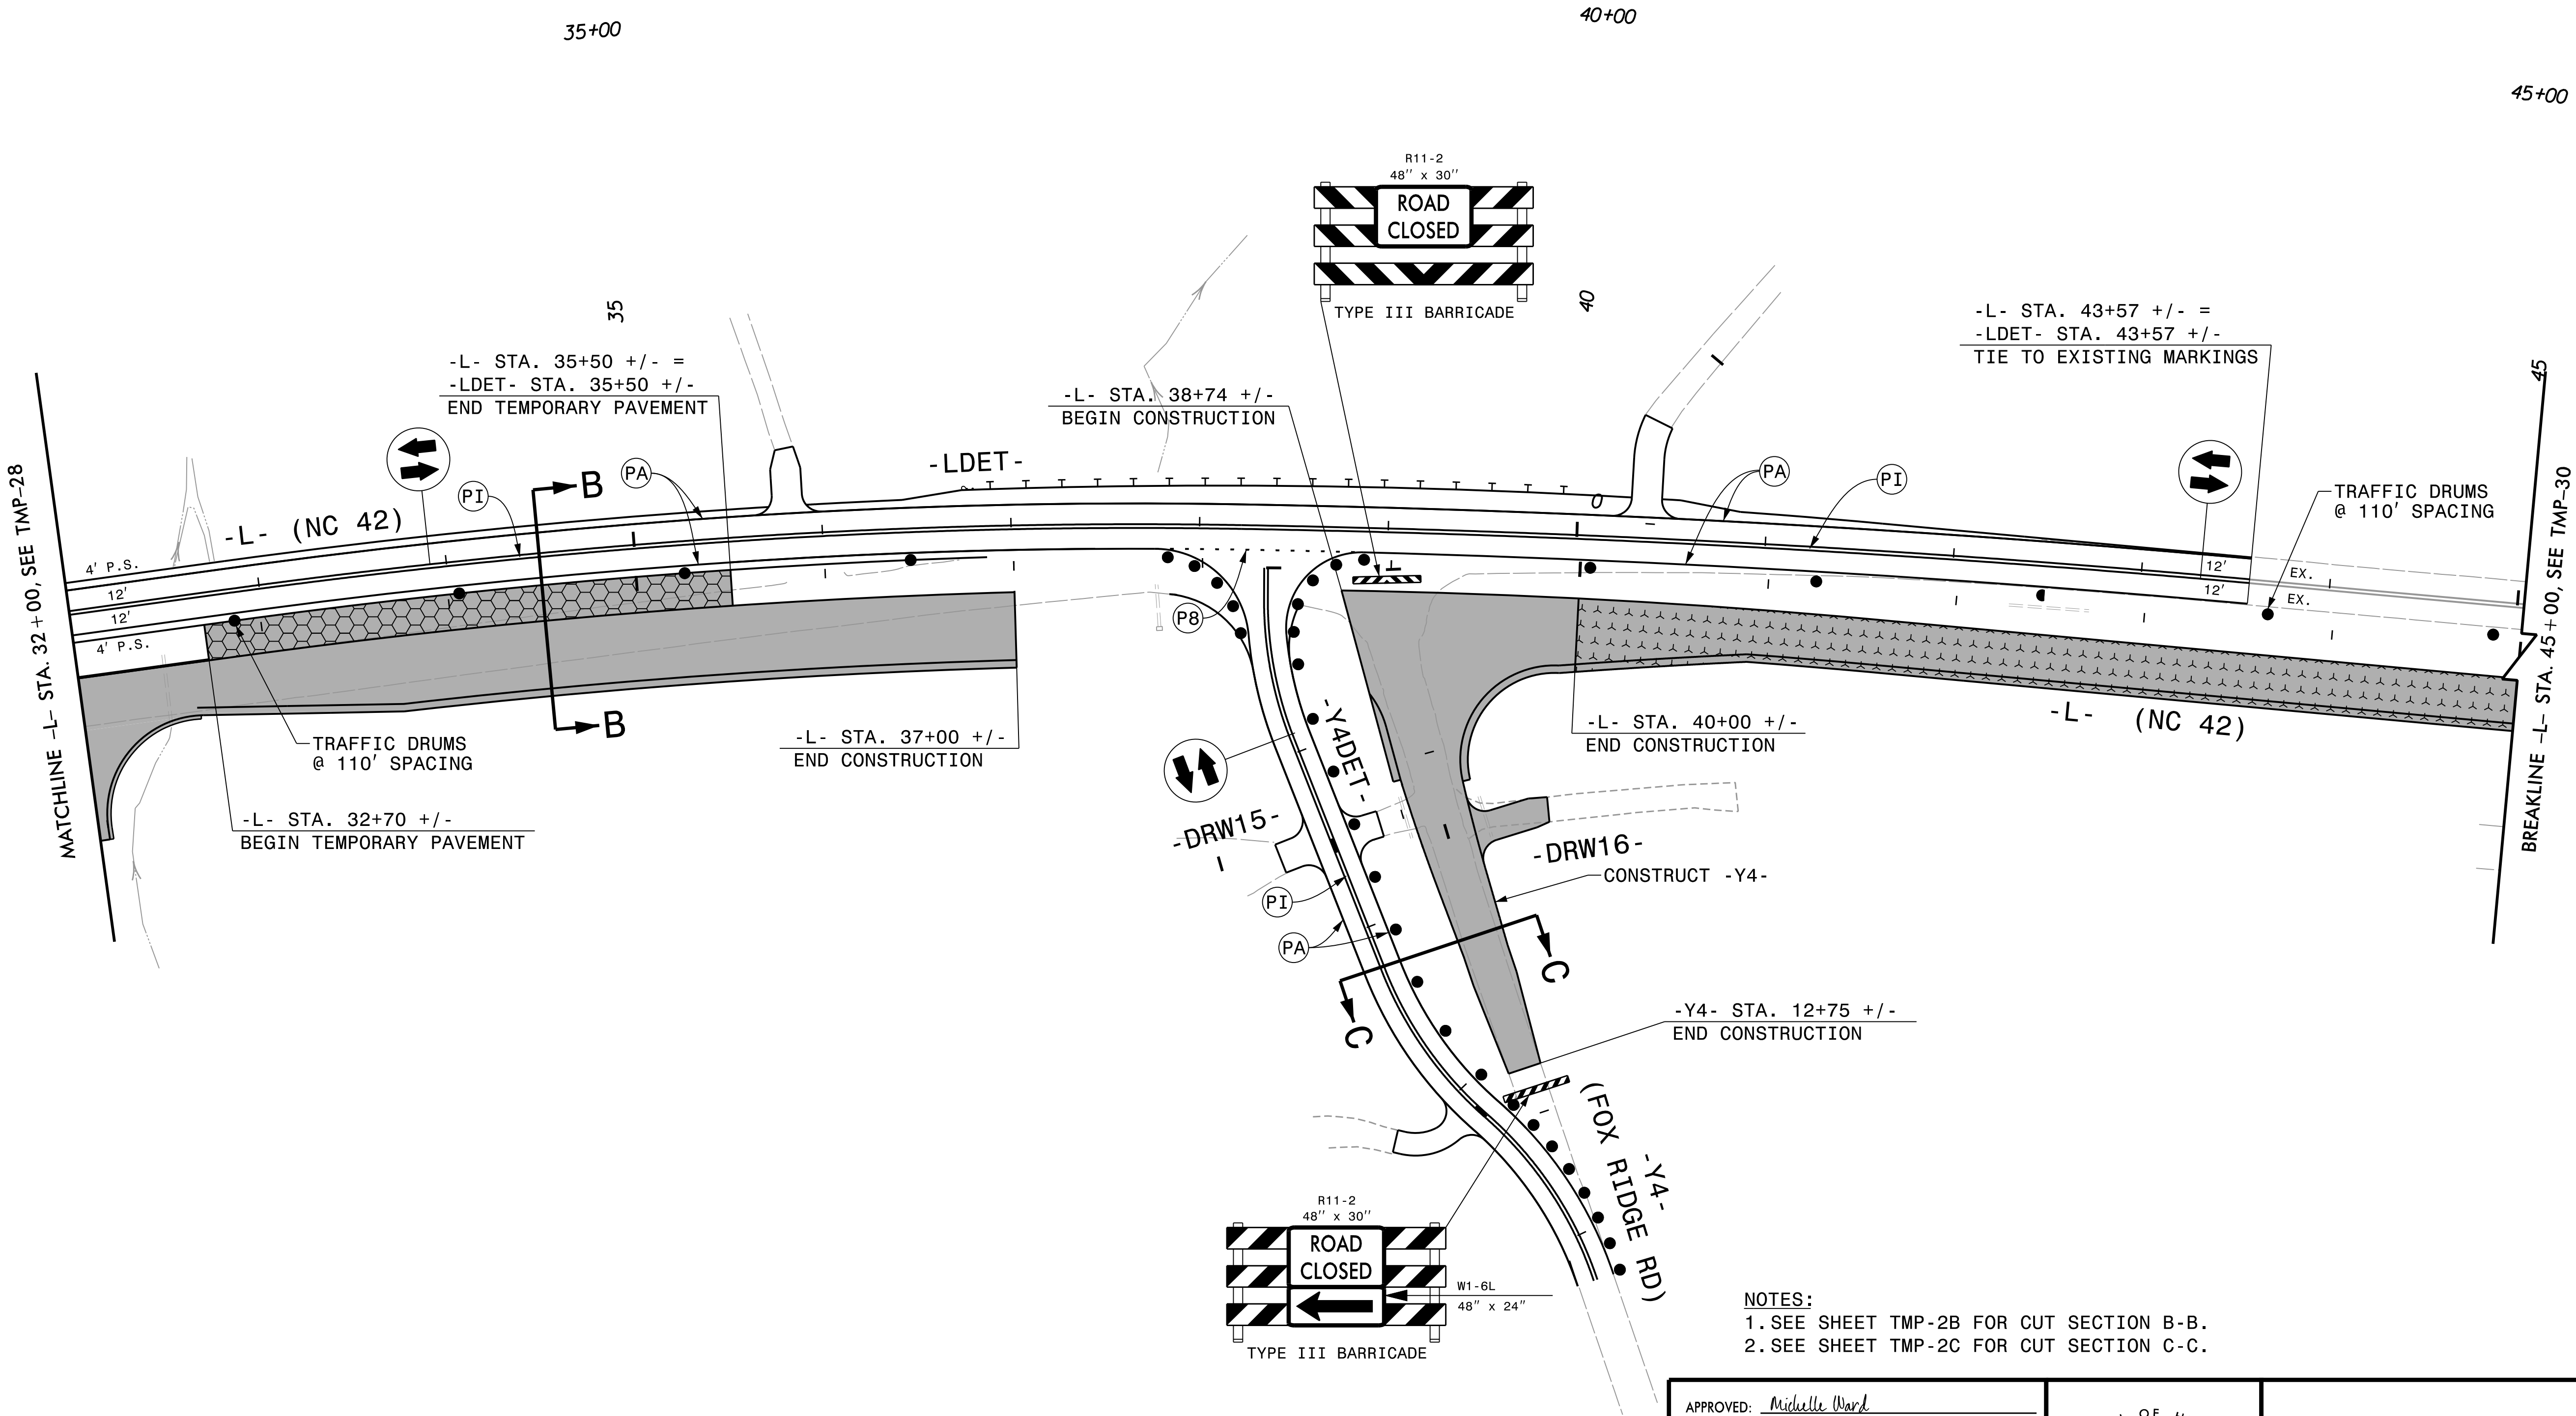 35+00
40+00
45+00
R11-2
48" x 30"
ROAD
CLOSED
TYPE III BARRICADE
35
40
45
-L- STA. 35+50 +/- =
-LDET- STA. 35+50 +/-
END TEMPORARY PAVEMENT
-L- STA. 38+74 +/-
BEGIN CONSTRUCTION
-L- STA. 43+57 +/- =
-LDET- STA. 43+57 +/-
TIE TO EXISTING MARKINGS
MATCHLINE -L- STA. 32+00, SEE TMP-28
BREAKLINE -L- STA. 45+00, SEE TMP-30
-L- (NC 42)
PI
B
PA
-LDET-
0
PA
PI
TRAFFIC DRUMS
@ 110' SPACING
4' P.S.
12'
12'
4' P.S.
12'
EX.
12'
EX.
P8
B
TRAFFIC DRUMS
@ 110' SPACING
-L- STA. 37+00 +/-
END CONSTRUCTION
-Y4DET-
-L- STA. 40+00 +/-
END CONSTRUCTION
-L- (NC 42)
-L- STA. 32+70 +/-
BEGIN TEMPORARY PAVEMENT
-DRW15-
-DRW16-
CONSTRUCT -Y4-
PI
PA
C
C
-Y4- STA. 12+75 +/-
END CONSTRUCTION
-Y4-
(FOX RIDGE RD)
R11-2
48" x 30"
ROAD
CLOSED
W1-6L
48" x 24"
TYPE III BARRICADE
NOTES:
1. SEE SHEET TMP-2B FOR CUT SECTION B-B.
2. SEE SHEET TMP-2C FOR CUT SECTION C-C.
APPROVED: Michelle Ward